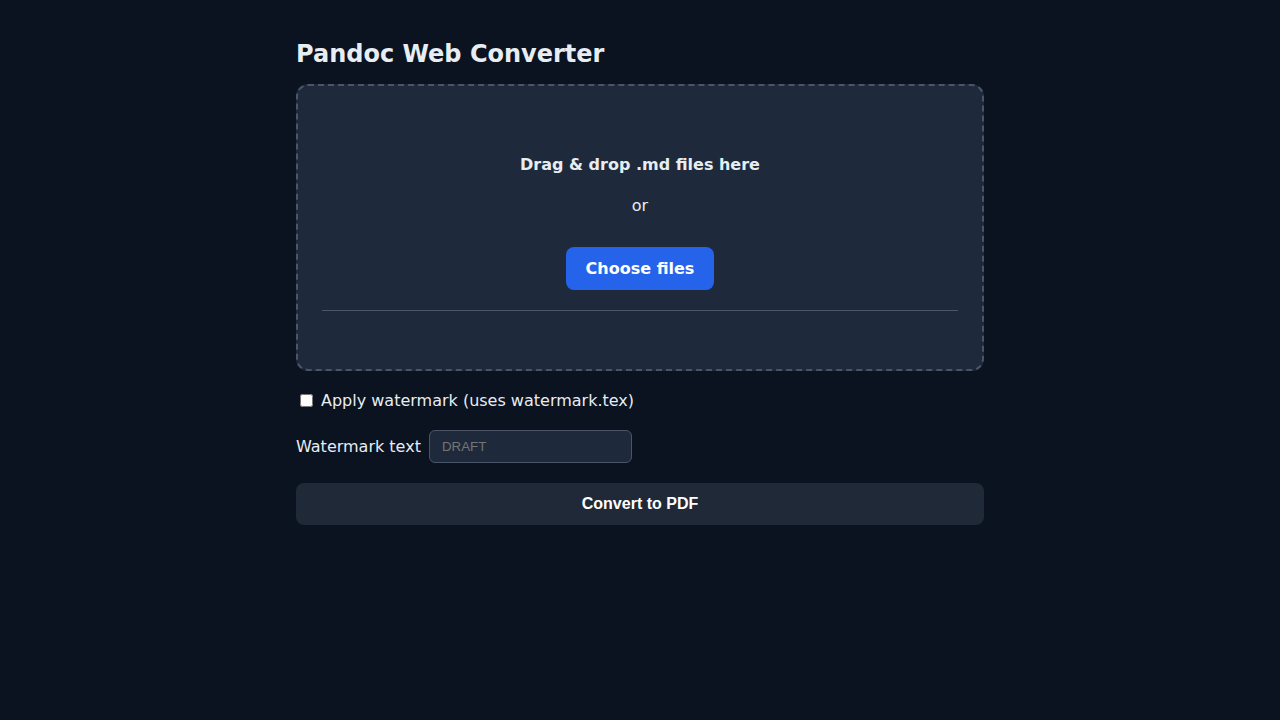 Pandoc Web Converter
Drag & drop .md files here
or
Choose files
Apply watermark (uses watermark.tex)
Watermark text DRAFT
Convert to PDF